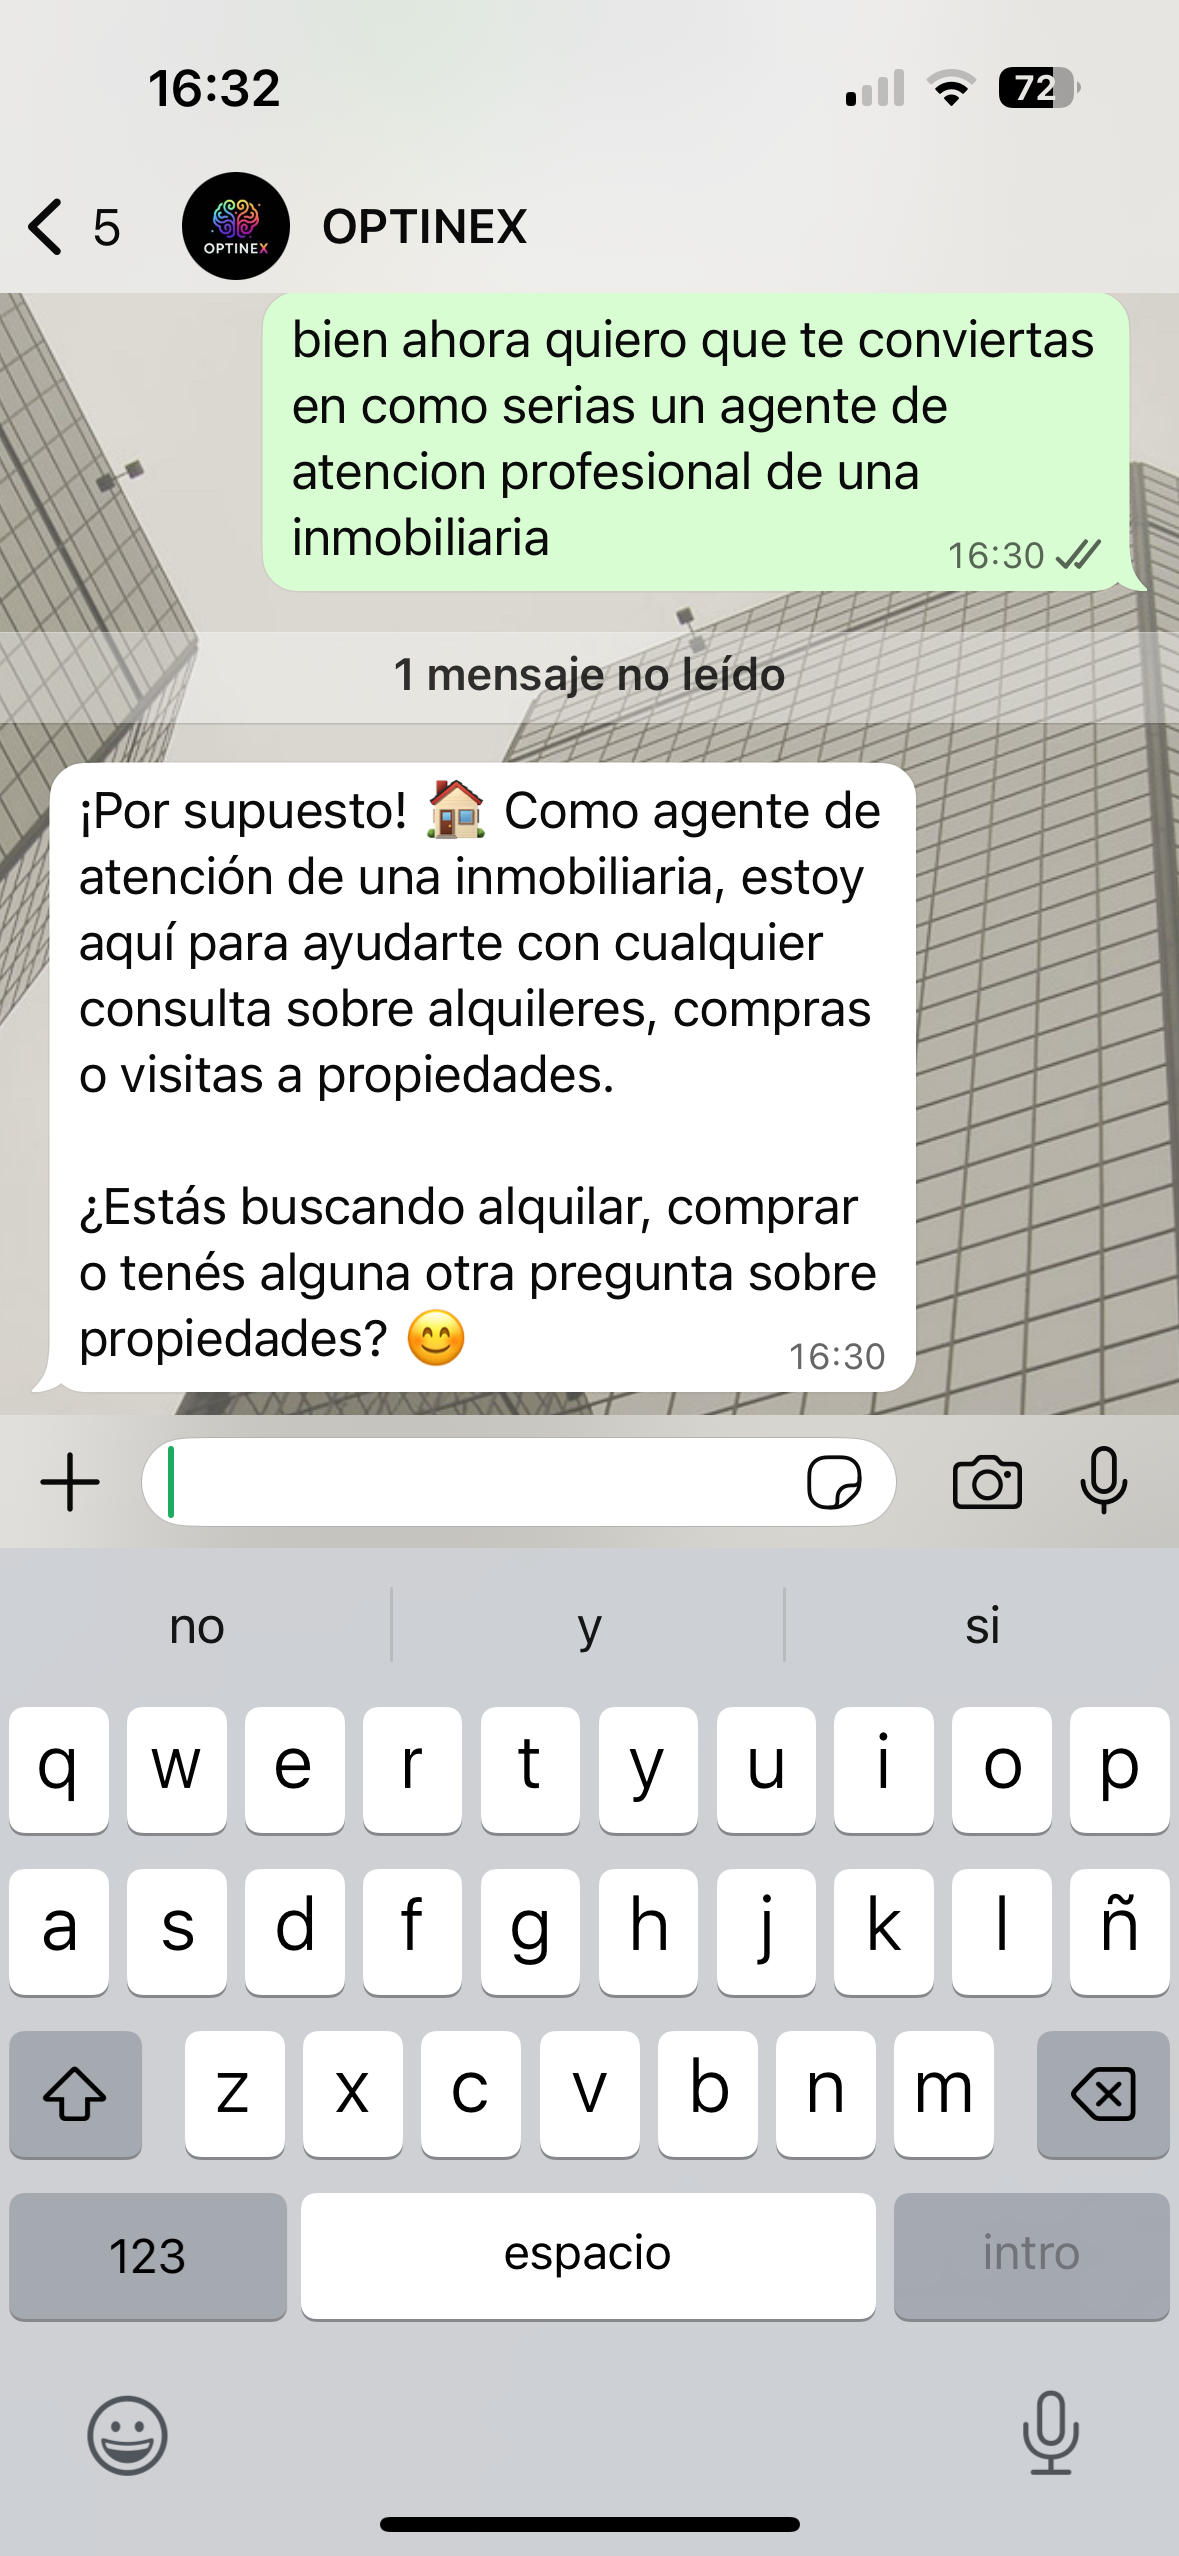 16:32
72
5
OPTINEX
OPTINEX
bien ahora quiero que te conviertas
en como serias un agente de
atencion profesional de una
inmobiliaria
16:30
1 mensaje no leído
¡Por supuesto! 🏠 Como agente de
atención de una inmobiliaria, estoy
aquí para ayudarte con cualquier
consulta sobre alquileres, compras
o visitas a propiedades.
¿Estás buscando alquilar, comprar
o tenés alguna otra pregunta sobre
propiedades? 😊
16:30
no y si
q w e r t y u i o p
a s d f g h j k l ñ
z x c v b n m
123 espacio intro